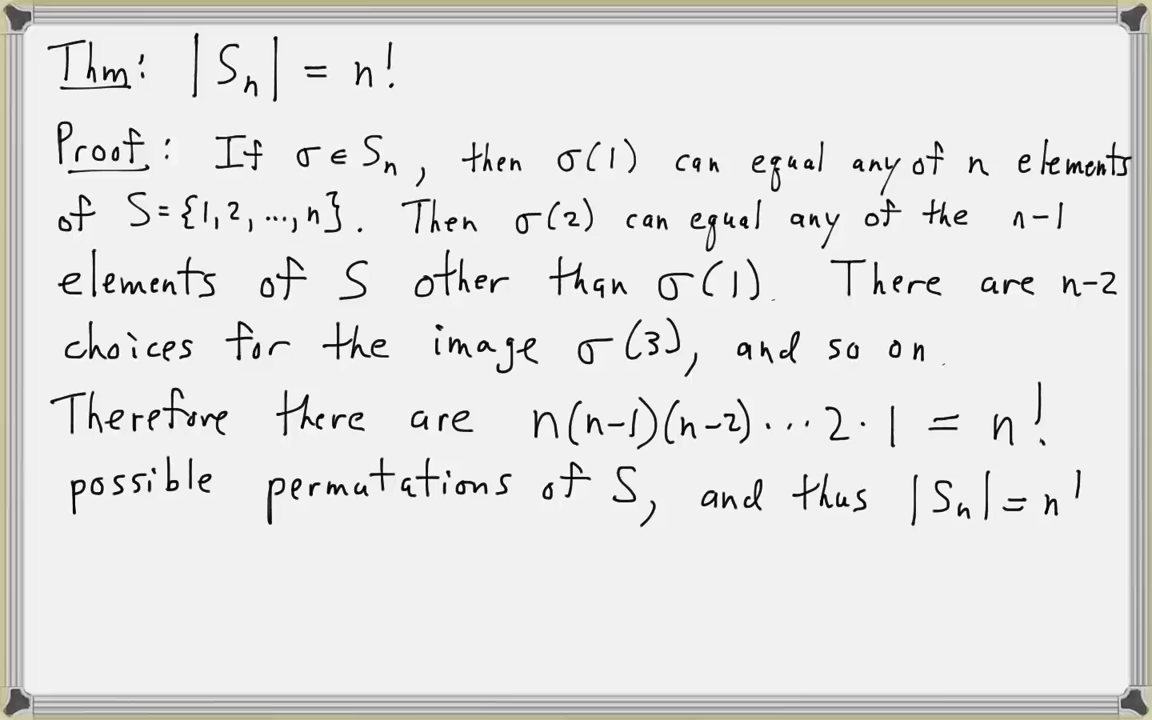 Thm: |Sₙ| = n!
Proof: If σ ∈ Sₙ, then σ(1) can equal any of n elements
of S = {1, 2, ..., n}. Then σ(2) can equal any of the n-1
elements of S other than σ(1). There are n-2
choices for the image σ(3), and so on.
Therefore there are n(n-1)(n-2)···2·1 = n!
possible permutations of S, and thus |Sₙ| = n'